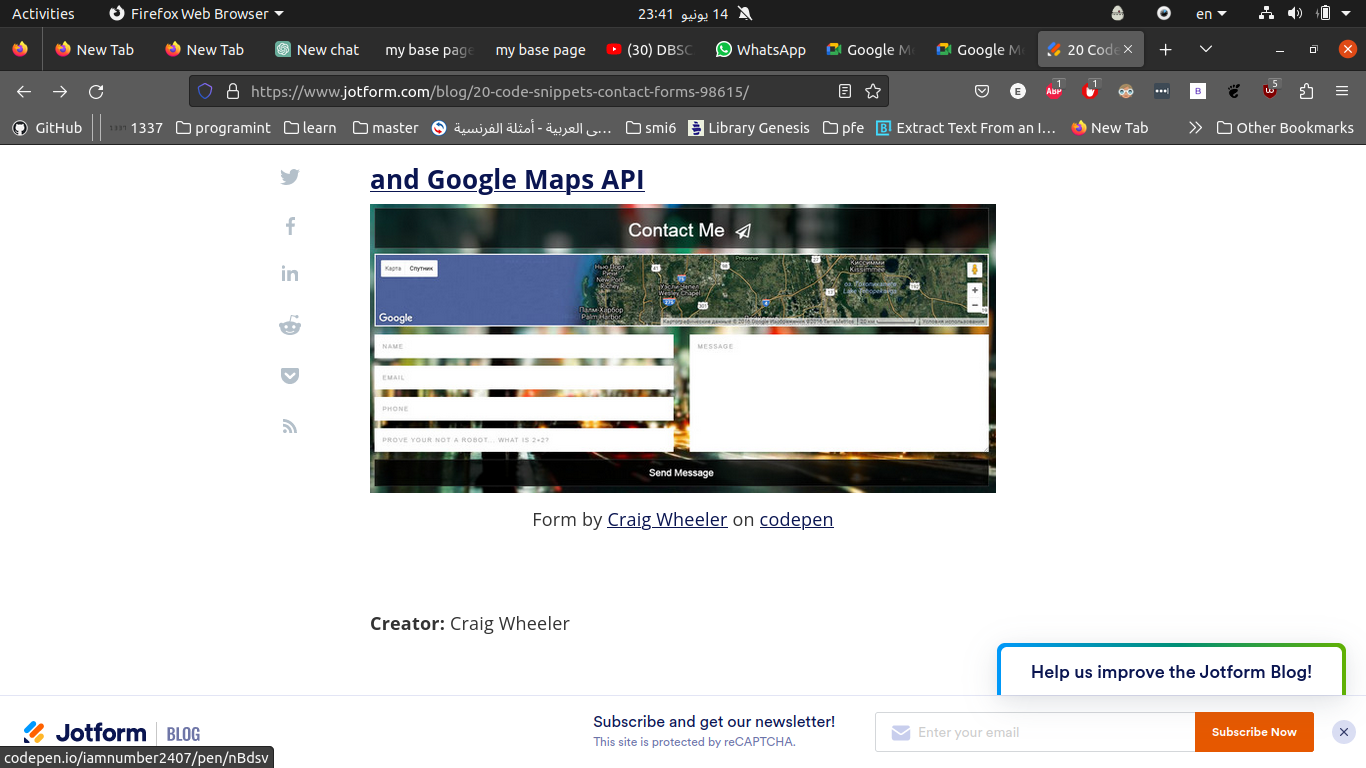 Activities
Firefox Web Browser
23:41 14 يونيو
en
New Tab
New Tab
New chat
my base page
my base page
(30) DBSC
WhatsApp
Google Me
Google Me
20 Code
https://www.jotform.com/blog/20-code-snippets-contact-forms-98615/
GitHub
1337
programint
learn
master
...ى العربية - أمثلة الفرنسية
smi6
Library Genesis
pfe
Extract Text From an I…
New Tab
Other Bookmarks
and Google Maps API
Contact Me
Карта Спутник
Google
NAME
EMAIL
PHONE
PROVE YOUR NOT A ROBOT... WHAT IS 2+2?
MESSAGE
Send Message
Form by Craig Wheeler on codepen
Creator: Craig Wheeler
Help us improve the Jotform Blog!
Jotform BLOG
Subscribe and get our newsletter!
This site is protected by reCAPTCHA.
Enter your email
Subscribe Now
codepen.io/iamnumber2407/pen/nBdsv